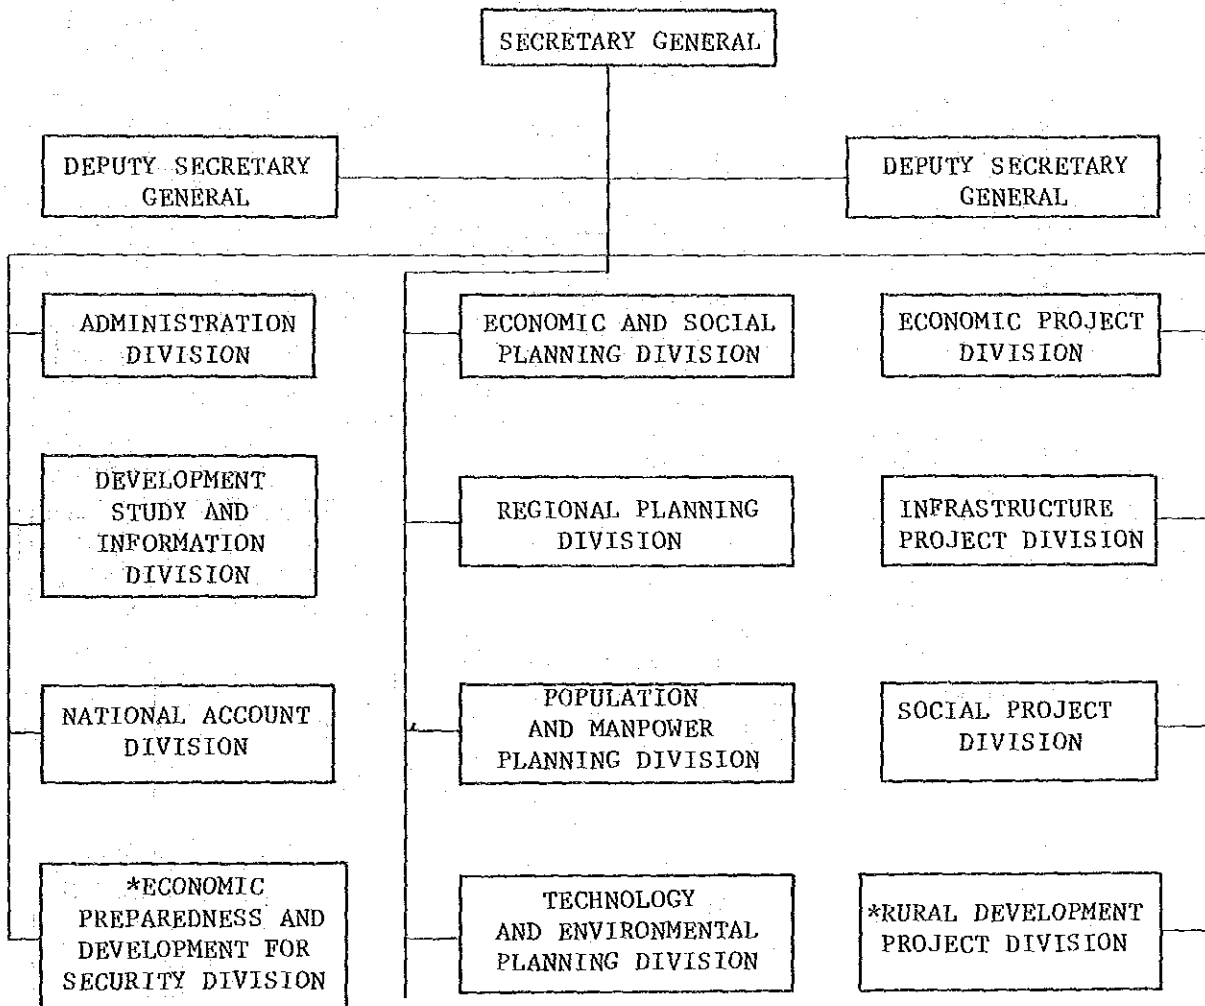 SECRETARY GENERAL
DEPUTY SECRETARY
GENERAL
DEPUTY SECRETARY
GENERAL
ADMINISTRATION
DIVISION
ECONOMIC AND SOCIAL
PLANNING DIVISION
ECONOMIC PROJECT
DIVISION
DEVELOPMENT
STUDY AND
INFORMATION
DIVISION
REGIONAL PLANNING
DIVISION
INFRASTRUCTURE
PROJECT DIVISION
NATIONAL ACCOUNT
DIVISION
POPULATION
AND MANPOWER
PLANNING DIVISION
SOCIAL PROJECT
DIVISION
*ECONOMIC
PREPAREDNESS AND
DEVELOPMENT FOR
SECURITY DIVISION
TECHNOLOGY
AND ENVIRONMENTAL
PLANNING DIVISION
*RURAL DEVELOPMENT
PROJECT DIVISION